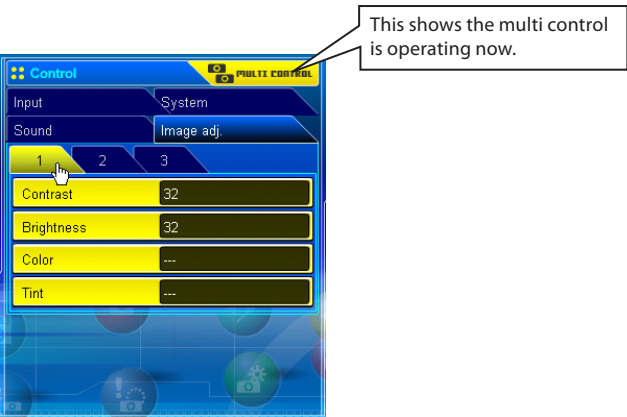 This shows the multi control
is operating now.
Control
MULTI CONTROL
Input
System
Sound
Image adj.
1
2
3
Contrast
32
Brightness
32
Color
---
Tint
---